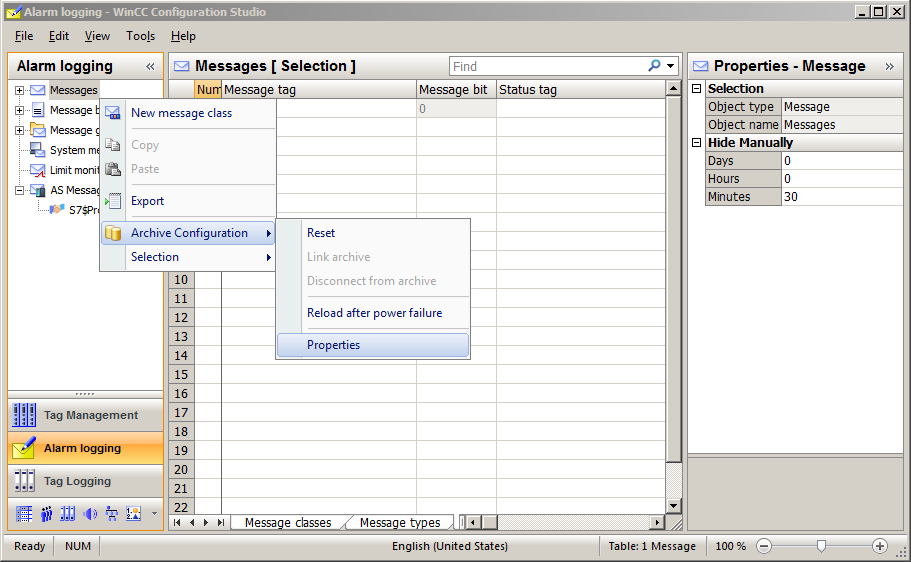 Alarm logging - WinCC Configuration Studio
File Edit View Tools Help
Alarm logging «
Messages [ Selection ]
Find
Properties - Message »
Messages
Message b
Message g
System me
Limit monit
AS Messag
S7$Pro
Num Message tag Message bit Status tag
0
10
11
12
13
14
15
16
17
18
19
20
21
22
New message class
Copy
Paste
Export
Archive Configuration
Selection
Reset
Link archive
Disconnect from archive
Reload after power failure
Properties
Selection
Object type Message
Object name Messages
Hide Manually
Days 0
Hours 0
Minutes 30
Tag Management
Alarm logging
Tag Logging
Message classes Message types
Ready NUM English (United States) Table: 1 Message 100 %